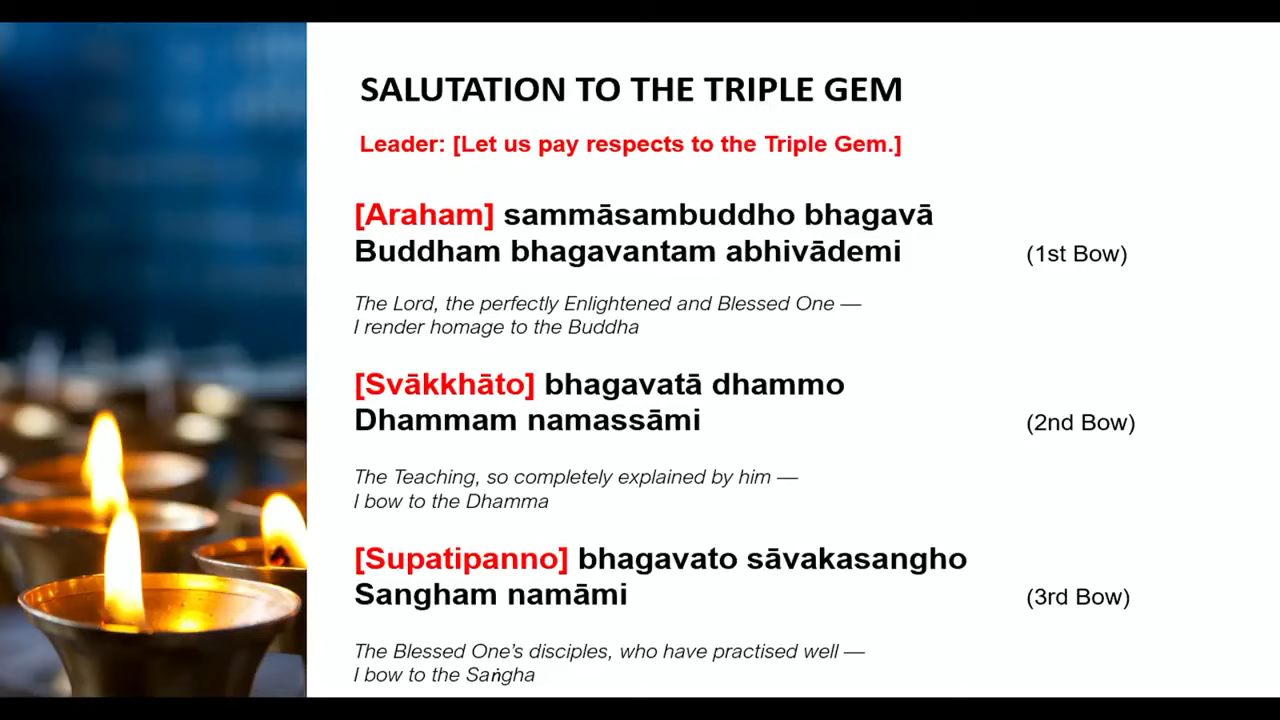 SALUTATION TO THE TRIPLE GEM
Leader: [Let us pay respects to the Triple Gem.]
[Araham] sammāsambuddho bhagavā
Buddham bhagavantam abhivādemi (1st Bow)
The Lord, the perfectly Enlightened and Blessed One —
I render homage to the Buddha
[Svākkhāto] bhagavatā dhammo
Dhammam namassāmi (2nd Bow)
The Teaching, so completely explained by him —
I bow to the Dhamma
[Supatipanno] bhagavato sāvakasangho
Sangham namāmi (3rd Bow)
The Blessed One’s disciples, who have practised well —
I bow to the Saṅgha